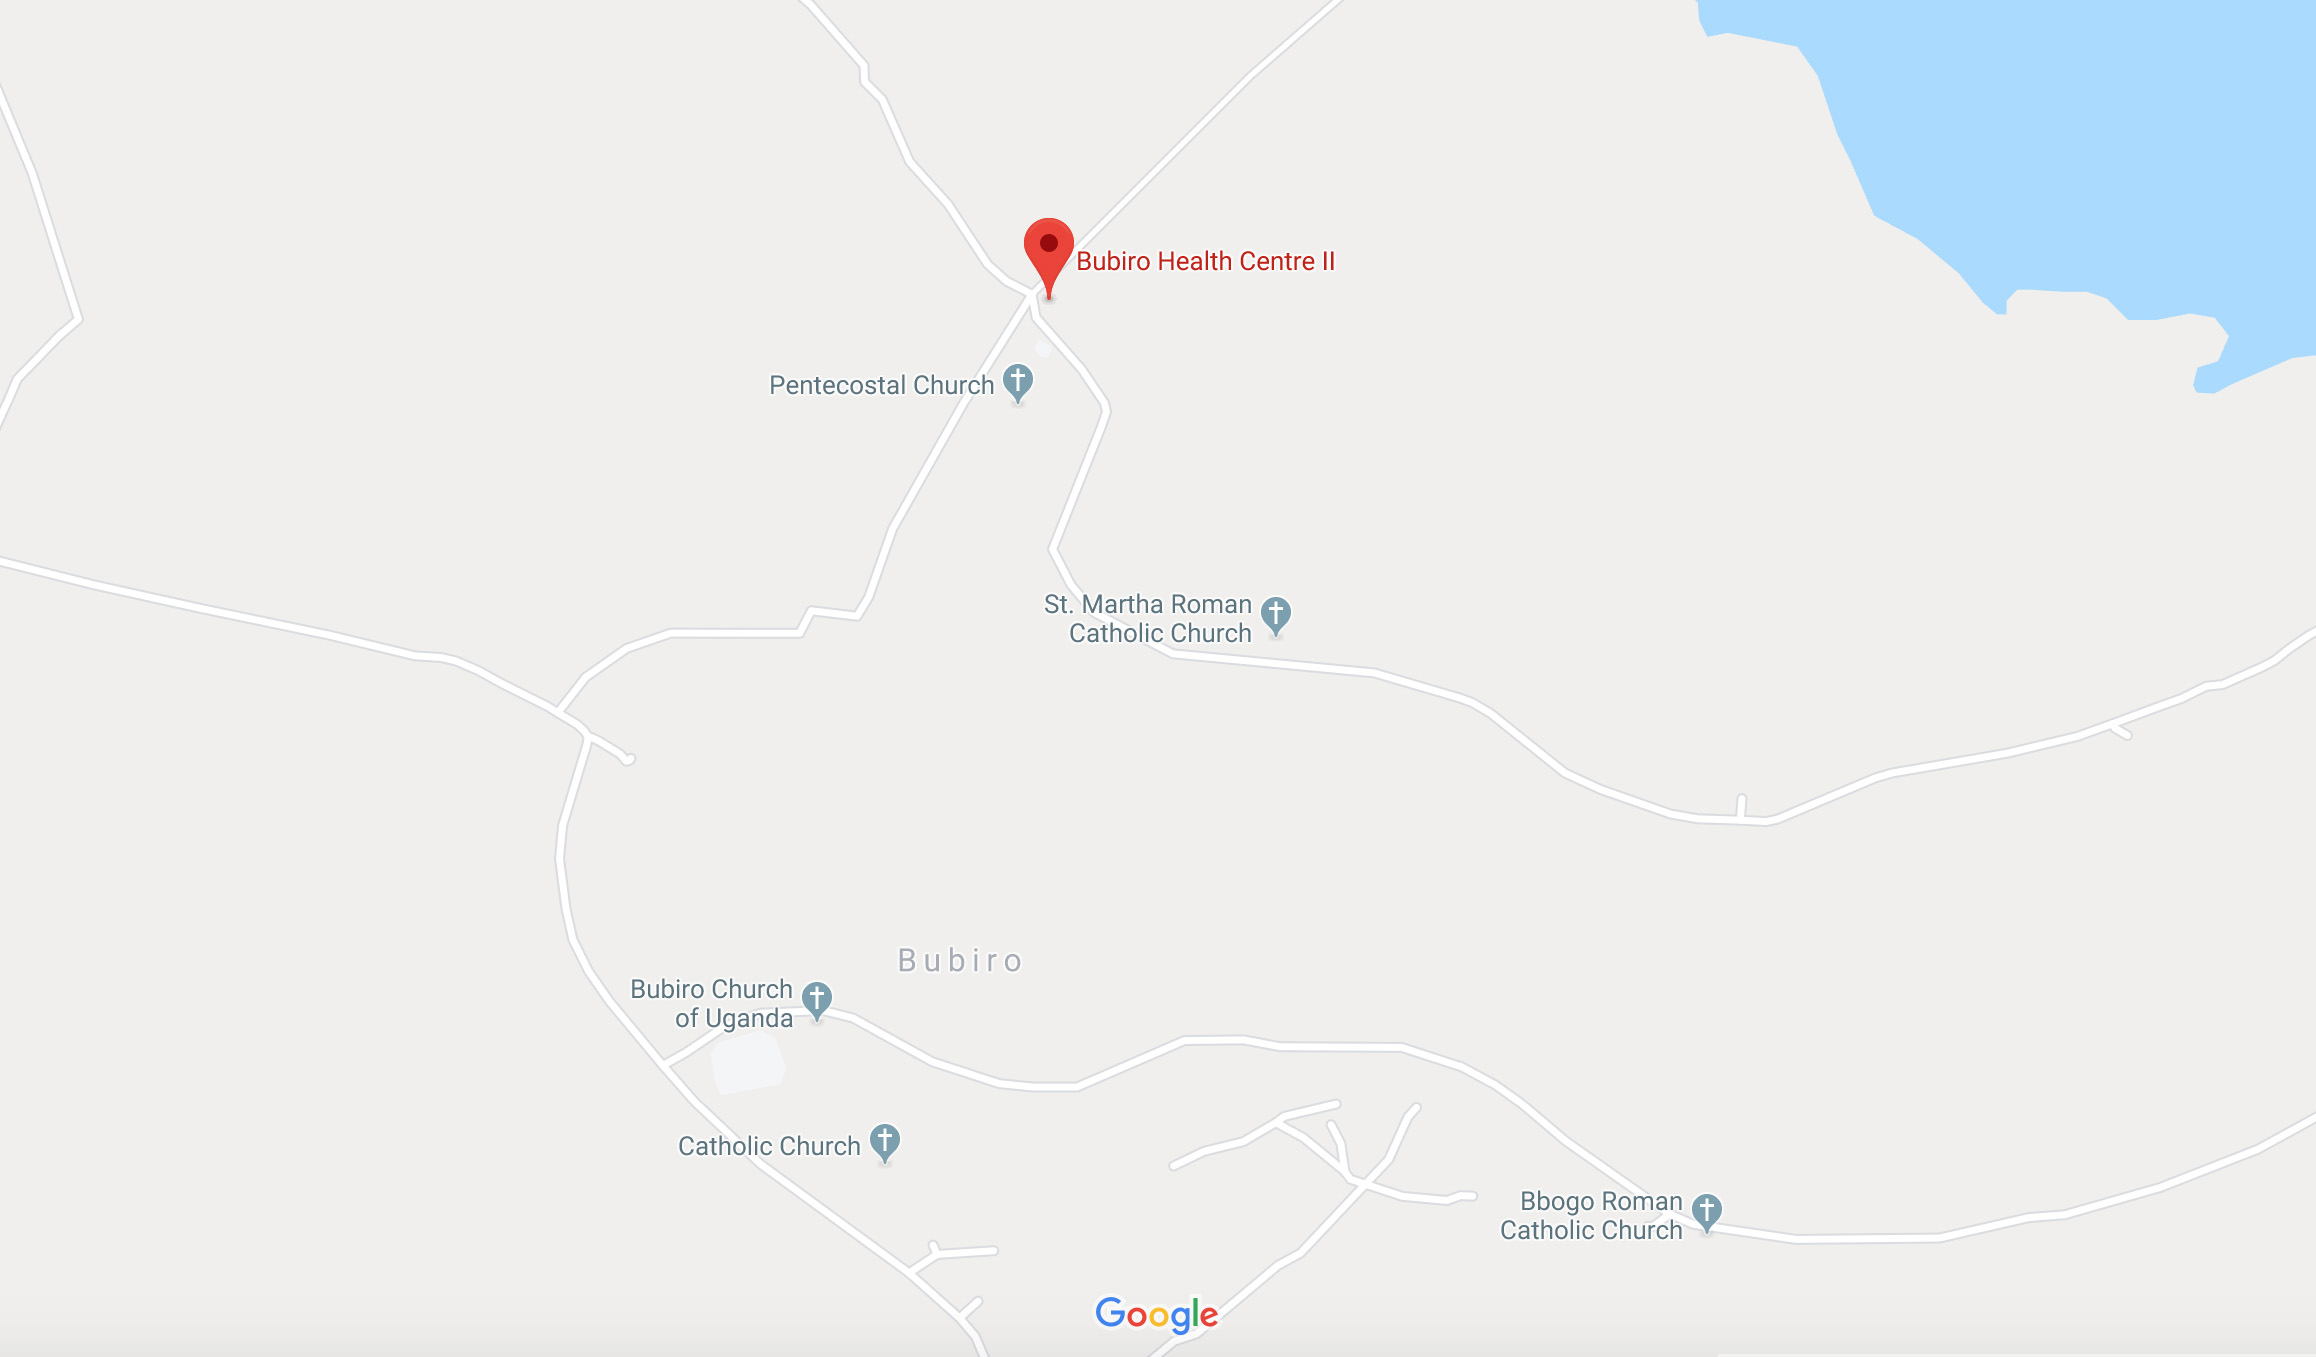 Bubiro Health Centre II
Pentecostal Church
St. Martha Roman
Catholic Church
Bubiro
Bubiro Church
of Uganda
Catholic Church
Bbogo Roman
Catholic Church
Google